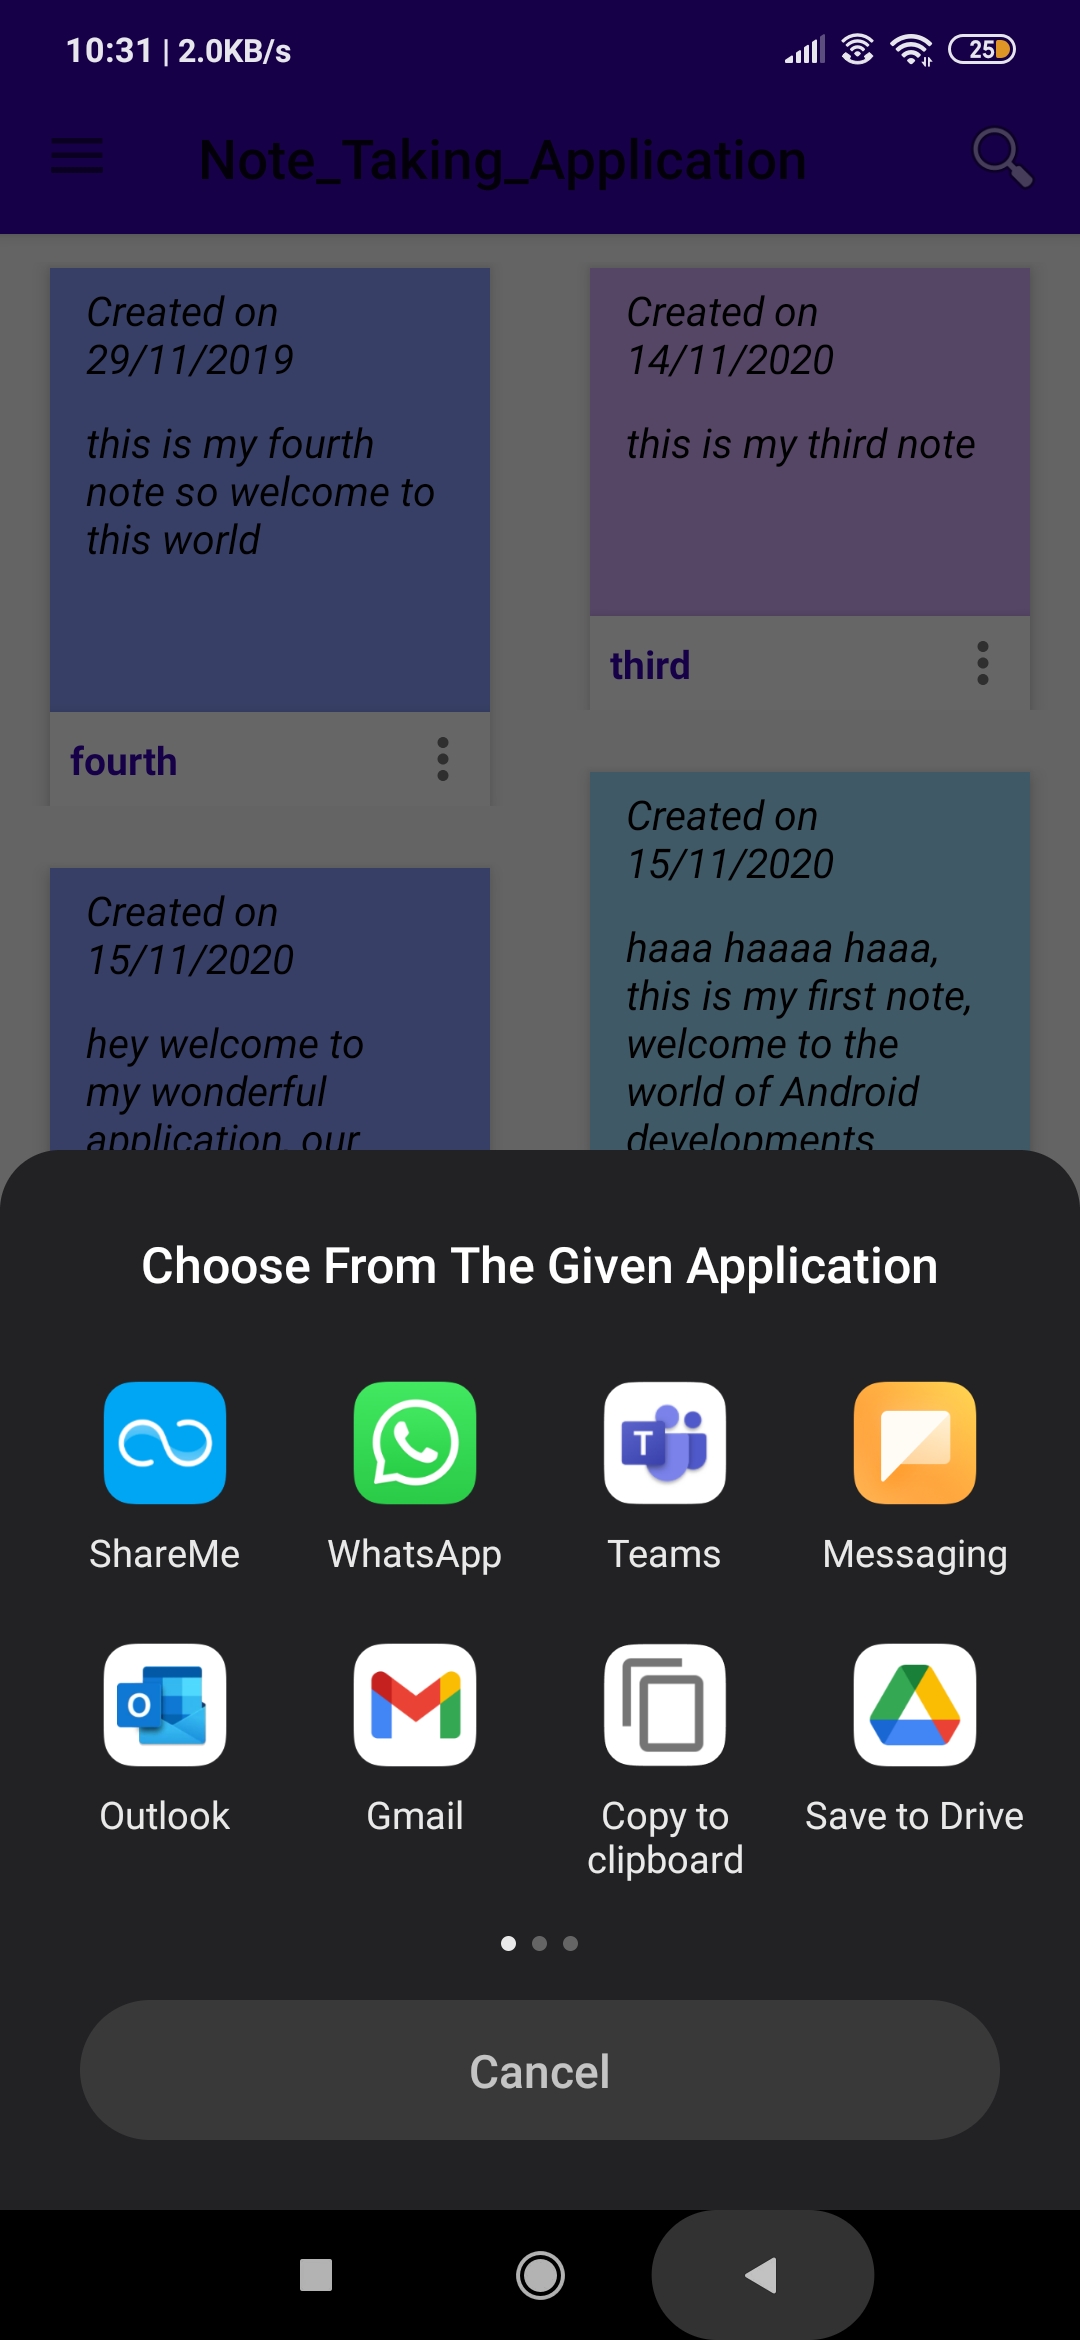 10:31 | 2.0KB/s
25
Note_Taking_Application
Created on
29/11/2019
this is my fourth
note so welcome to
this world
fourth
Created on
14/11/2020
this is my third note
third
Created on
15/11/2020
hey welcome to
my wonderful
application, our
Created on
15/11/2020
haaa haaaa haaa,
this is my first note,
welcome to the
world of Android
developments
Choose From The Given Application
ShareMe
WhatsApp
T
Teams
Messaging
O
Outlook
Gmail
Copy to
clipboard
Save to Drive
Cancel